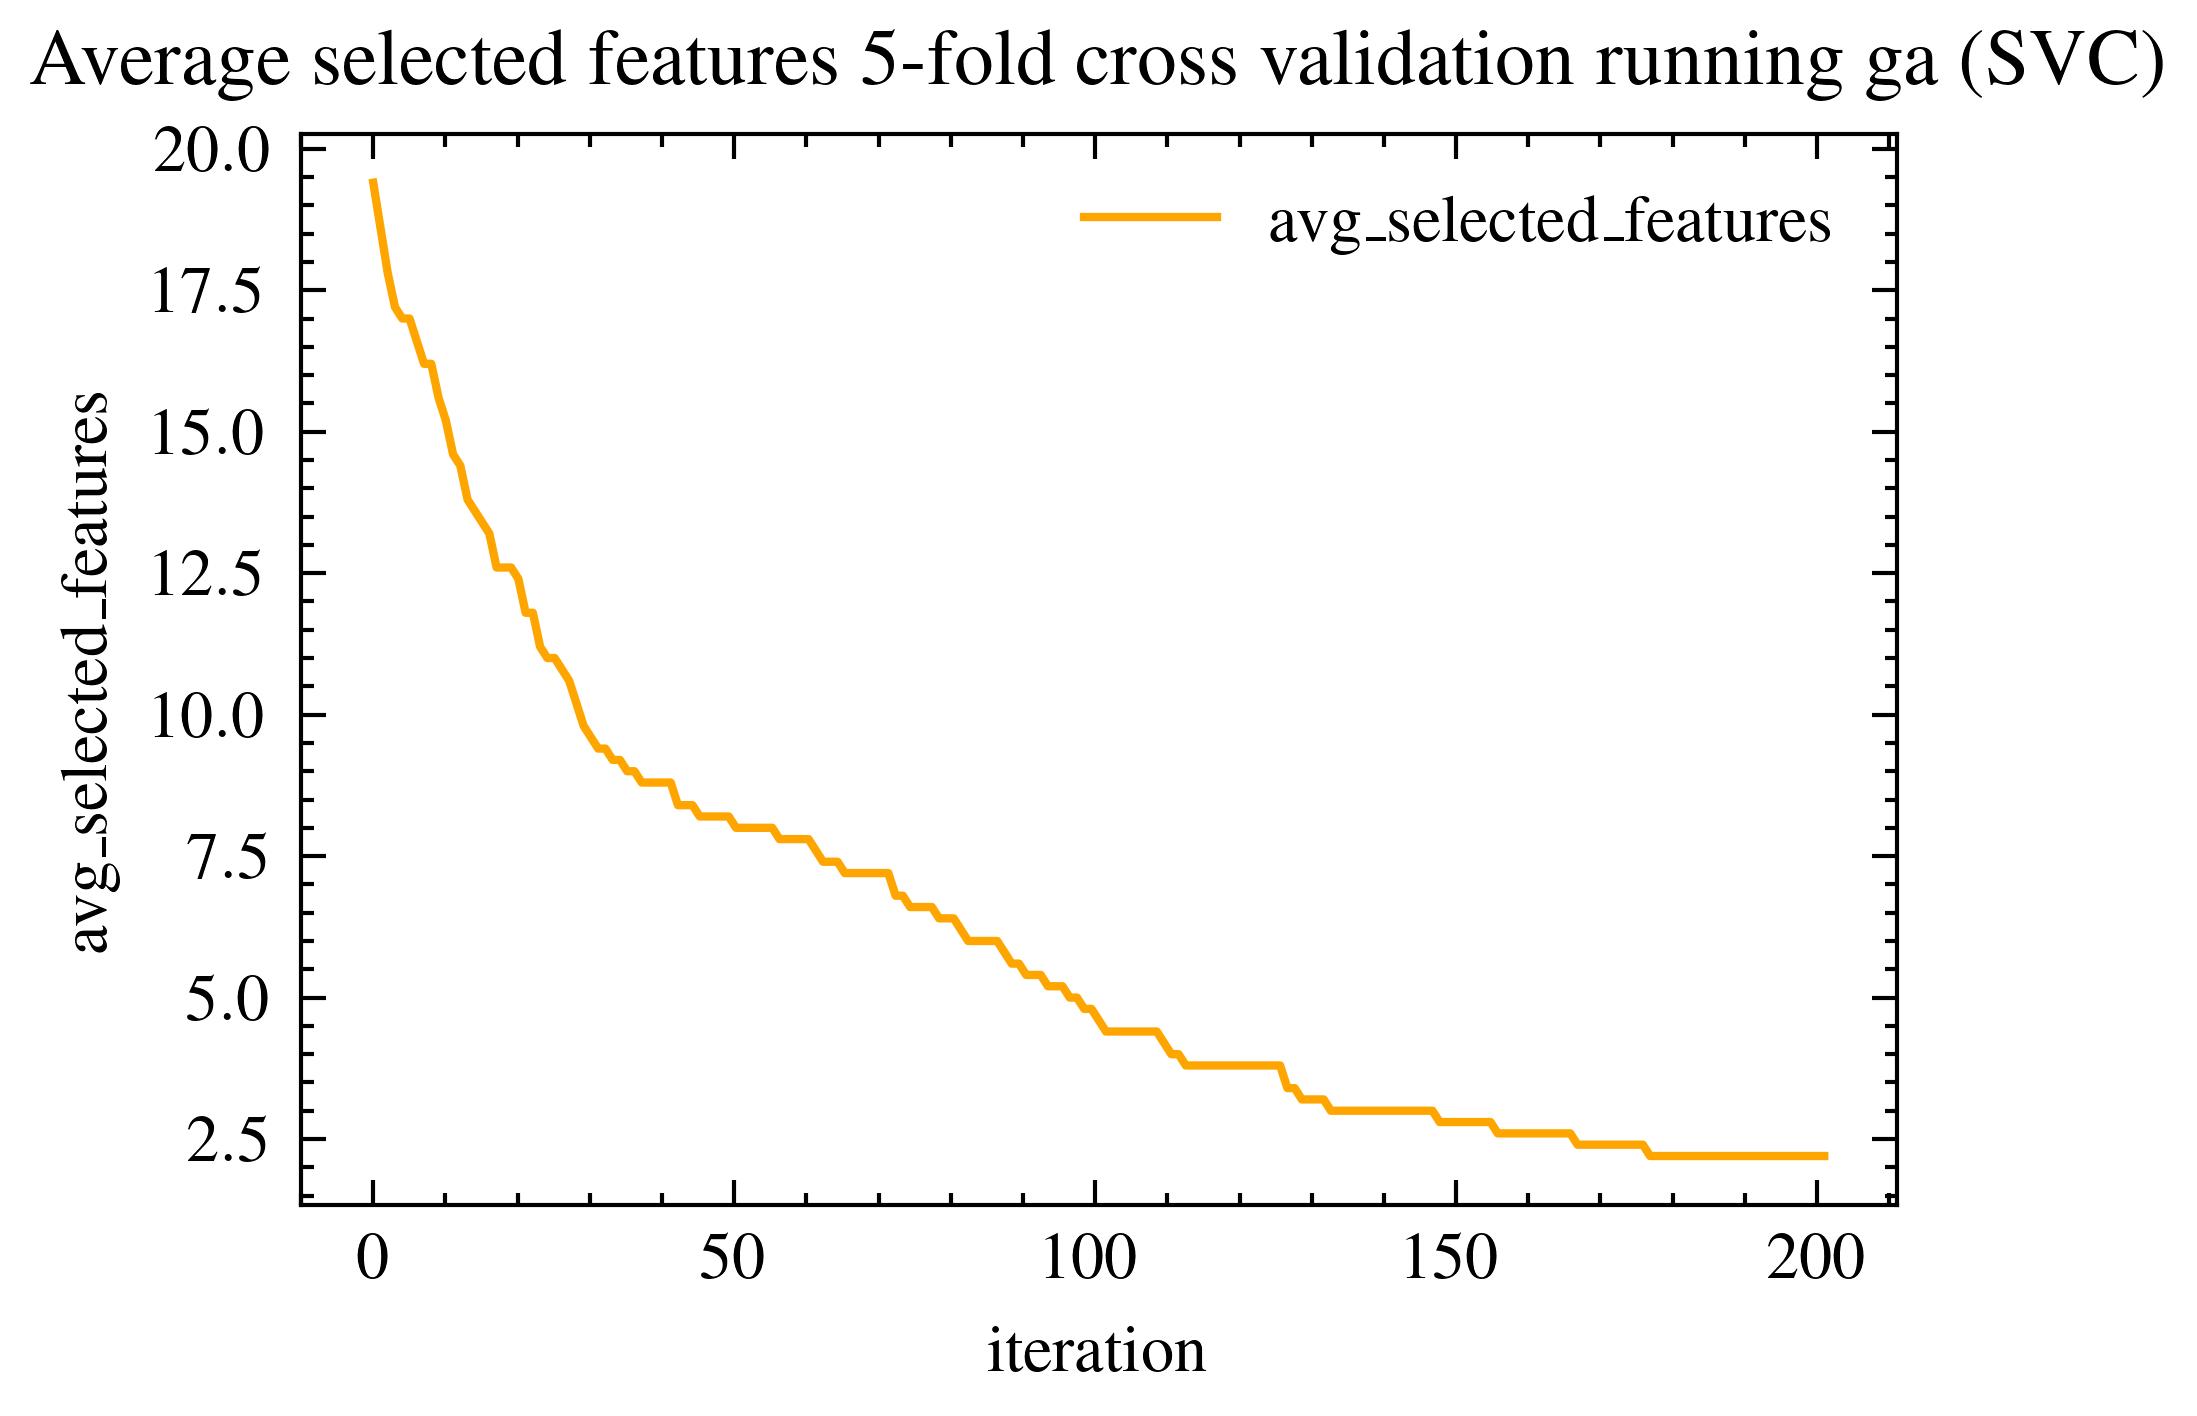 Average selected features 5-fold cross validation running ga (SVC)
avg_selected_features
20.0
17.5
15.0
12.5
10.0
7.5
5.0
2.5
avg_selected_features
0 50 100 150 200
iteration